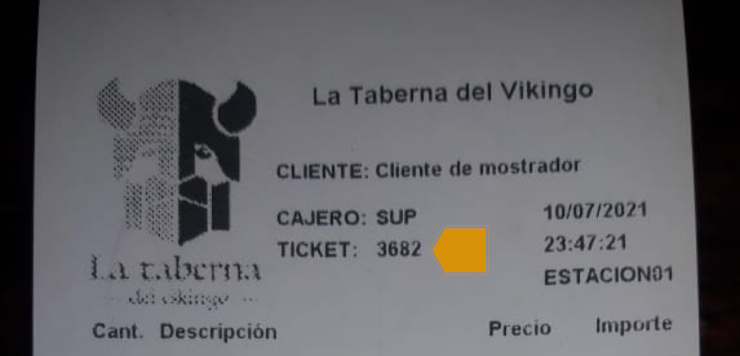 La Taberna del Vikingo
CLIENTE: Cliente de mostrador
CAJERO: SUP 10/07/2021
TICKET: 3682 23:47:21
ESTACION01
La taberna
del vikingo
Cant. Descripción Precio Importe